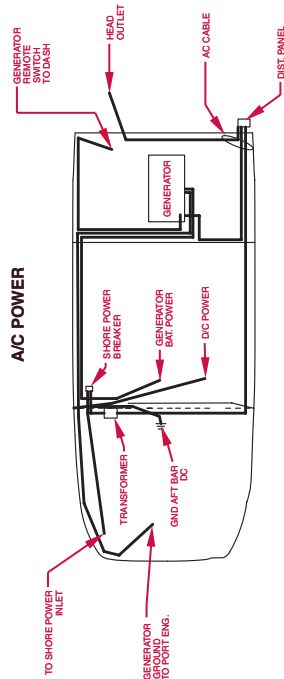 A/C POWER
TO SHORE POWER
INLET
GENERATOR
GROUND
TO PORT ENG.
TRANSFORMER
GND AFT BAR
DC
SHORE POWER
BREAKER
GENERATOR
BAT. POWER
D/C POWER
GENERATOR
GENERATOR
REMOTE
SWITCH
TO DASH
HEAD
OUTLET
AC CABLE
DIST. PANEL